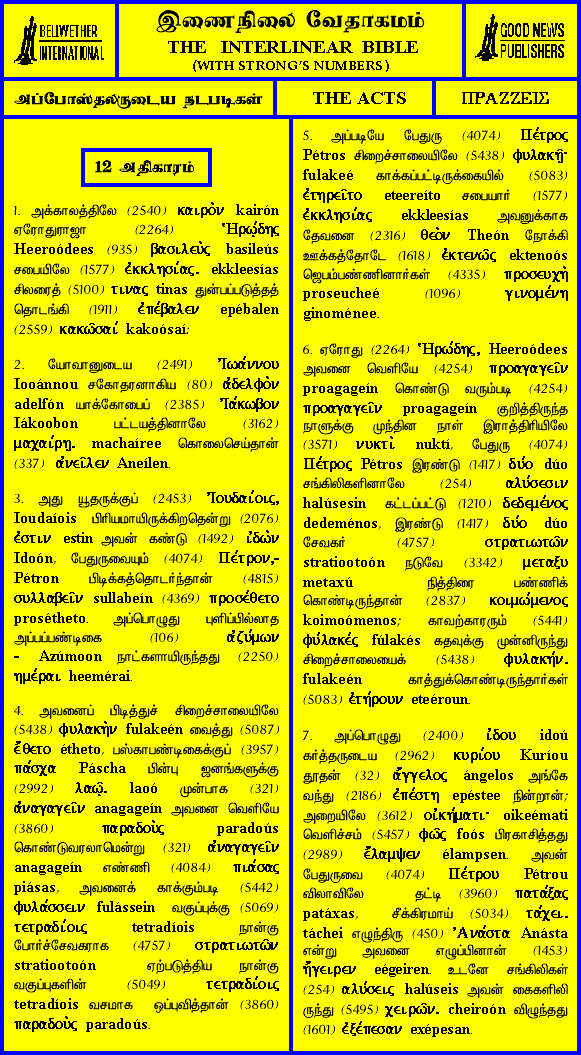 BELLWETHER
INTERNATIONAL
இணைநிலை வேதாகமம்
THE INTERLINEAR BIBLE
(WITH STRONG'S NUMBERS)
GOOD NEWS
PUBLISHERS
அப்போஸ்தலருடைய நடபடிகள்
THE ACTS
ΠΡΑΖΖΕΙΣ
12 அதிகாரம்
1. அக்காலத்திலே (2540) καιρὸν kairón
ஏரோதுராஜா (2264) Ἡρῴδης
Heeroódees (935) βασιλεὺς basileús
சபையிலே (1577) ἐκκλησίας. ekkleesías
சிலரைத் (5100) τινας tinas துன்பப்படுத்தத்
தொடங்கி (1911) ἐπέβαλεν epébalen
(2559) κακῶσαί kakoósaí:
2. யோவானுடைய (2491) Ἰωάννου
Iooánnou சகோதரனாகிய (80) ἀδελφὸν
adelfón யாக்கோபைப் (2385) Ἰάκωβον
Iákoobon பட்டயத்தினாலே (3162)
μαχαίρῃ. machaíree கொலைசெய்தான்
(337) ἀνεῖλεν Aneílen.
3. அது யூதருக்குப் (2453) Ἰουδαίοις,
Ioudaíois பிரியமாயிருக்கிறதென்று (2076)
ἐστιν estin அவன் கண்டு (1492) ἰδὼν
Idoón, பேதுருவையும் (4074) Πέτρον,-
Pétron பிடிக்கத்தொடர்ந்தான் (4815)
συλλαβεῖν sullabeín (4369) προσέθετο
prosétheto. அப்பொழுது புளிப்பில்லாத
அப்பப்பண்டிகை (106) ἀζύμων
- Azúmoon நாட்களாயிருந்தது (2250)
ημέραι heemérai.
4. அவனைப் பிடித்துச் சிறைச்சாலையிலே
(5438) φυλακὴν fulakeén வைத்து (5087)
ἔθετο étheto, பஸ்காபண்டிகைக்குப் (3957)
πάσχα Páscha பின்பு ஜனங்களுக்கு
(2992) λαῷ. laoó முன்பாக (321)
ἀναγαγεῖν anagageín அவனை வெளியே
(3860) παραδοὺς paradoús
கொண்டுவரலாமென்று (321) ἀναγαγεῖν
anagageín எண்ணி (4084) πιάσας
piásas, அவனைக் காக்கும்படி (5442)
φυλάσσειν fulássein வகுப்புக்கு (5069)
τετραδίοις tetradíois நான்கு
போர்ச்சேவகராக (4757) στρατιωτῶν
stratiootoón ஏற்படுத்திய நான்கு
வகுப்புகளின் (5049) τετραδίοις
tetradíois வசமாக ஒப்புவித்தான் (3860)
παραδοὺς paradoús.
5. அப்படியே பேதுரு (4074) Πέτρος
Pétros சிறைச்சாலையிலே (5438) φυλακῇ·
fulakeé காக்கப்பட்டிருக்கையில் (5083)
ἐτηρεῖτο eteereíto சபையார் (1577)
ἐκκλησίας ekkleesías அவனுக்காக
தேவனை (2316) θεὸν Theón நோக்கி
ஊக்கத்தோடே (1618) ἐκτενῶς ektenoós
ஜெபம்பண்ணினார்கள் (4335) προσευχὴ
proseucheé (1096) γινομένη
ginoménee.
6. ஏரோது (2264) Ἡρῴδης, Heeroódees
அவனை வெளியே (4254) προαγαγεῖν
proagageín கொண்டு வரும்படி (4254)
προαγαγεῖν proagageín குறித்திருந்த
நாளுக்கு முந்தின நாள் இராத்திரியிலே
(3571) νυκτὶ nuktí, பேதுரு (4074)
Πέτρος Pétros இரண்டு (1417) δύο dúo
சங்கிலிகளினாலே (254) αλύσεσιν
halúsesin கட்டப்பட்டு (1210) δεδεμένος
dedeménos, இரண்டு (1417) δύο dúo
சேவகர் (4757) στρατιωτῶν
stratiootoón நடுவே (3342) μεταξυ
metaxú நித்திரை பண்ணிக்
கொண்டிருந்தான் (2837) κοιμώμενος
koimoómenos; காவற்காரரும் (5441)
φύλακές fúlakés கதவுக்கு முன்னிருந்து
சிறைச்சாலையைக் (5438) φυλακήν.
fulakeén காத்துக்கொண்டிருந்தார்கள்
(5083) ἐτήρουν eteéroun.
7. அப்பொழுது (2400) ἰδου idoú
கர்த்தருடைய (2962) κυρίου Kuríou
தூதன் (32) ἄγγελος ángelos அங்கே
வந்து (2186) ἐπέστη epéstee நின்றான்;
அறையிலே (3612) οἰκήματι· oikeémati
வெளிச்சம் (5457) φῶς foós பிரகாசித்தது
(2989) ἔλαμψεν élampsen. அவன்
பேதுருவை (4074) Πέτρου Pétrou
விலாவிலே தட்டி (3960) πατάξας
patáxas, சீக்கிரமாய் (5034) τάχει.
táchei எழுந்திரு (450) Ἀνάστα Anásta
என்று அவனை எழுப்பினான் (1453)
ἤγειρεν eégeiren. உடனே சங்கிலிகள்
(254) αλύσεις halúseis அவன் கைகளிலி
ருந்து (5495) χειρῶν. cheiroón விழுந்தது
(1601) ἐξέπεσαν exépesan.